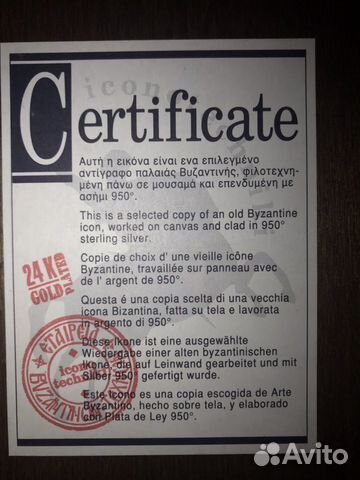 Certificate
Αυτή η εικόνα είναι ενα επιλεγμένο
αντίγραφο παλαιάς Βυζαντινής, φιλοτεχνη-
μένη πάνω σε μουσαμά και επενδυμένη με
ασήμι 950°.
This is a selected copy of an old Byzantine
icon, worked on canvas and clad in 950°
sterling silver.
Copie de choix d' une vieille icône
Byzantine, travaillée sur panneau avec
de l' argent de 950°.
Questa é una copia scelta di una vecchia
icona Bizantina, fatta su tela e lavorata
in argento di 950°.
Diese Ikone ist eine ausgewählte
Wiedergabe einer alten byzantinischen
Ikone, die auf Leinwand gearbeitet und mit
Silber 950° gefertigt wurde.
Este Icono es una copia escogida de Arte
Byzantino, hecho sobre tela, y elaborado
con Plata de Ley 950°.
24 K
GOLD
PLATED
ΕΤΑΙΡΕΙΑ
icono
techniki
Avito